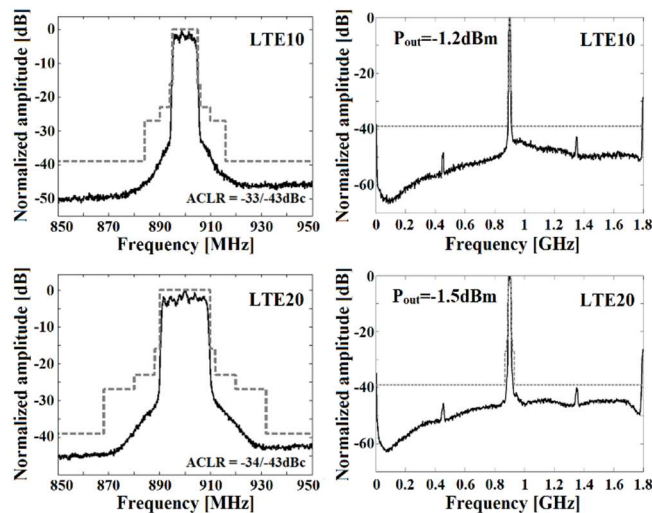 LTE10
Normalized amplitude [dB]
0
-10
-20
-30
-40
-50
ACLR = -33/-43dBc
850 870 890 910 930 950
Frequency [MHz]
Pout=-1.2dBm LTE10
Normalized amplitude [dB]
0
-20
-40
-60
0 0.2 0.4 0.6 0.8 1 1.2 1.4 1.6 1.8
Frequency [GHz]
LTE20
Normalized amplitude [dB]
0
-10
-20
-30
-40
ACLR = -34/-43dBc
850 870 890 910 930 950
Frequency [MHz]
Pout=-1.5dBm LTE20
Normalized amplitude [dB]
0
-20
-40
-60
0 0.2 0.4 0.6 0.8 1 1.2 1.4 1.6 1.8
Frequency [GHz]